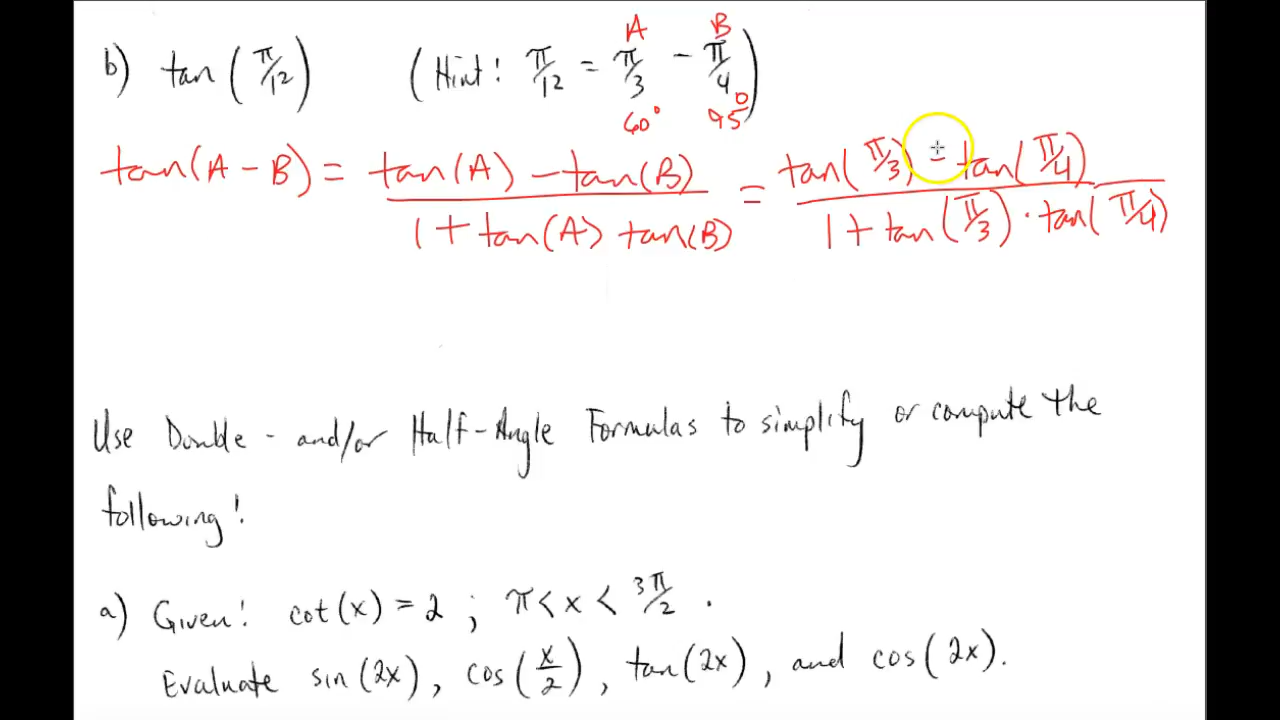 A B
b) tan(π/12) (Hint: π/12 = π/3 - π/4)
60° 45°
tan(A - B) = tan(A) - tan(B) / 1 + tan(A) tan(B) = tan(π/3) - tan(π/4) / 1 + tan(π/3) · tan(π/4)
Use Double - and/or Half-Angle Formulas to simplify or compute the
following!
a) Given: cot(x) = 2 ; π < x < 3π/2 .
Evaluate sin(2x), cos(x/2), tan(2x), and cos(2x).